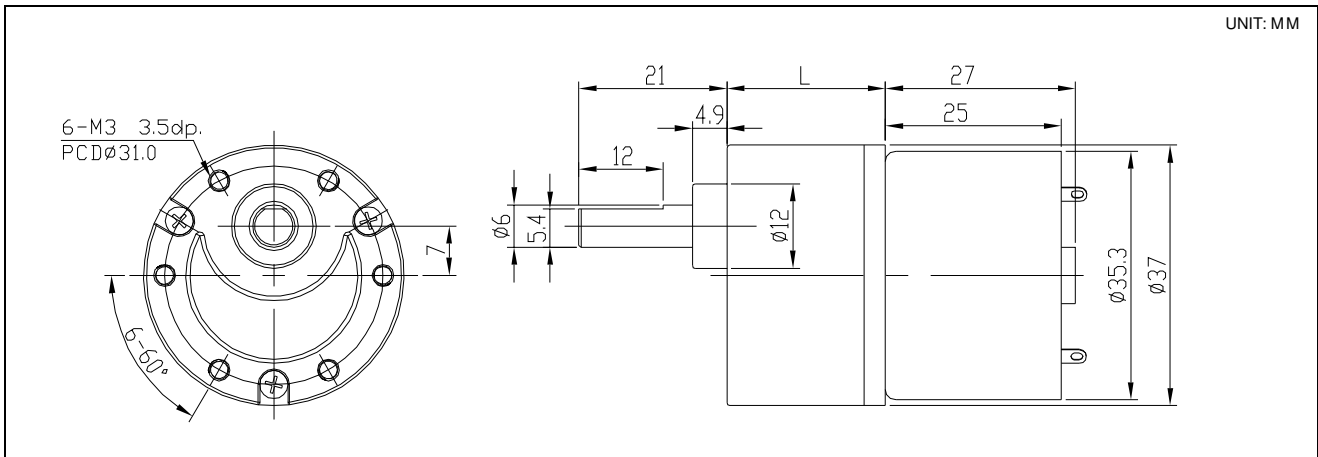 UNIT: MM
6-M3 3.5dp.
PCDØ31.0
6-60°
7
21
L
27
4.9
25
12
Ø6
5.4
Ø12
Ø35.3
Ø37